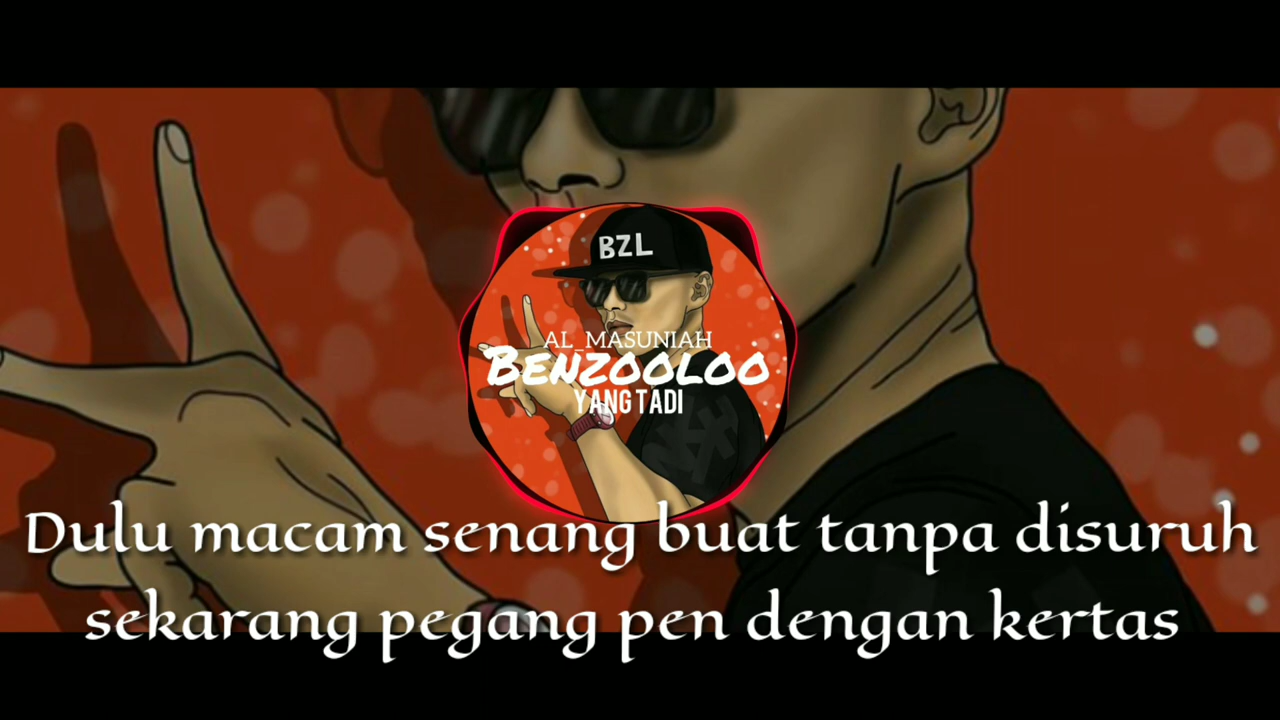 BZL
AL_MASUNIAH
BENZOOLOO
YANG TADI
Dulu macam senang buat tanpa disuruh
sekarang pegang pen dengan kertas